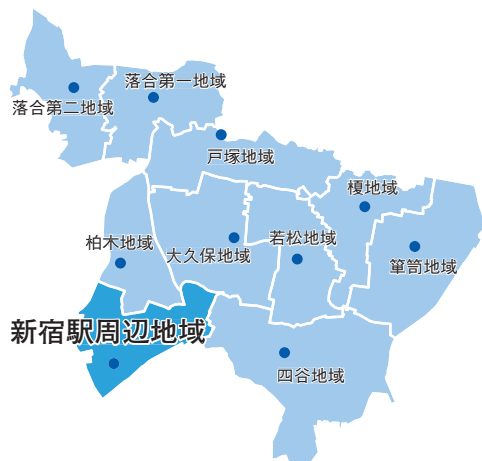 落合第一地域
落合第二地域
戸塚地域
榎地域
柏木地域
大久保地域
若松地域
箪笥地域
新宿駅周辺地域
四谷地域